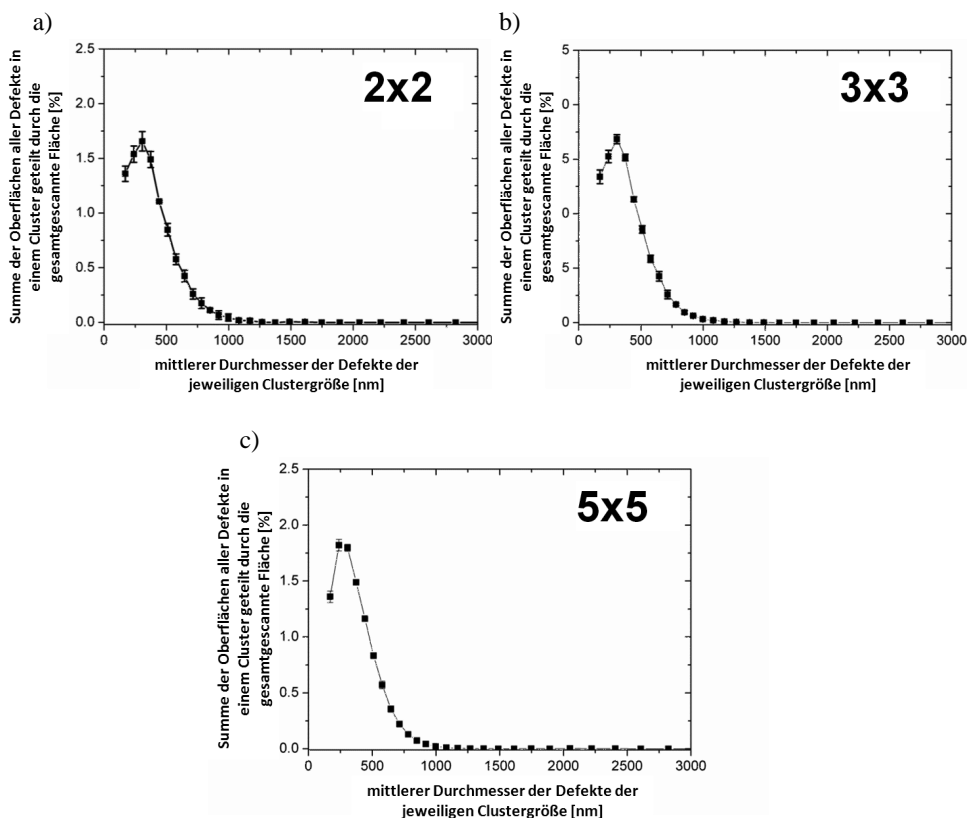 a)
2x2
Summe der Oberflächen aller Defekte in
einem Cluster geteilt durch die
gesamtgescannte Fläche [%]
2.5
2.0
1.5
1.0
0.5
0.0
0 500 1000 1500 2000 2500 3000
mittlerer Durchmesser der Defekte der
jeweiligen Clustergröße [nm]
b)
3x3
Summe der Oberflächen aller Defekte in
einem Cluster geteilt durch die
gesamtgescannte Fläche [%]
5
0
5
0
5
0
0 500 1000 1500 2000 2500 3000
mittlerer Durchmesser der Defekte der
jeweiligen Clustergröße [nm]
c)
5x5
Summe der Oberflächen aller Defekte in
einem Cluster geteilt durch die
gesamtgescannte Fläche [%]
2.5
2.0
1.5
1.0
0.5
0.0
0 500 1000 1500 2000 2500 3000
mittlerer Durchmesser der Defekte der
jeweiligen Clustergröße [nm]